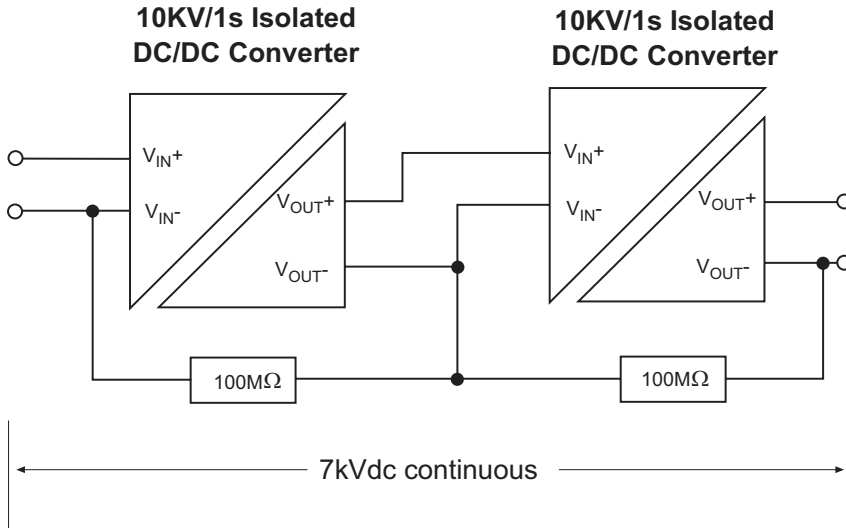 10KV/1s Isolated
DC/DC Converter
10KV/1s Isolated
DC/DC Converter
VIN+
VIN-
VOUT+
VOUT-
VIN+
VIN-
VOUT+
VOUT-
100MΩ
100MΩ
7kVdc continuous